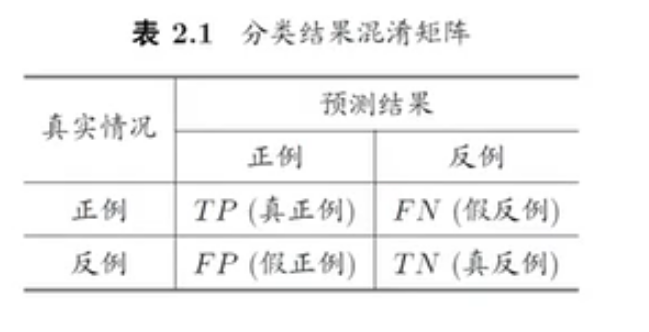 表 2.1 分类结果混淆矩阵
真实情况 预测结果
正例 反例
正例 TP (真正例) FN (假反例)
反例 FP (假正例) TN (真反例)